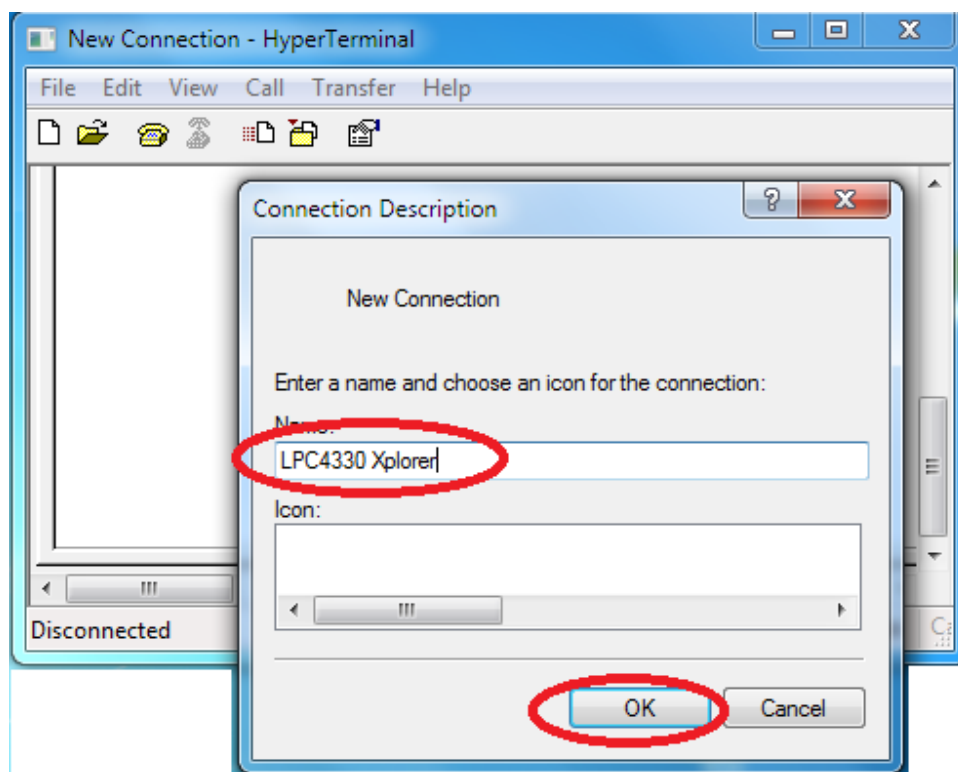 New Connection - HyperTerminal
File Edit View Call Transfer Help
Connection Description
New Connection
Enter a name and choose an icon for the connection:
Name:
LPC4330 Xplorer
Icon:
Disconnected
OK Cancel